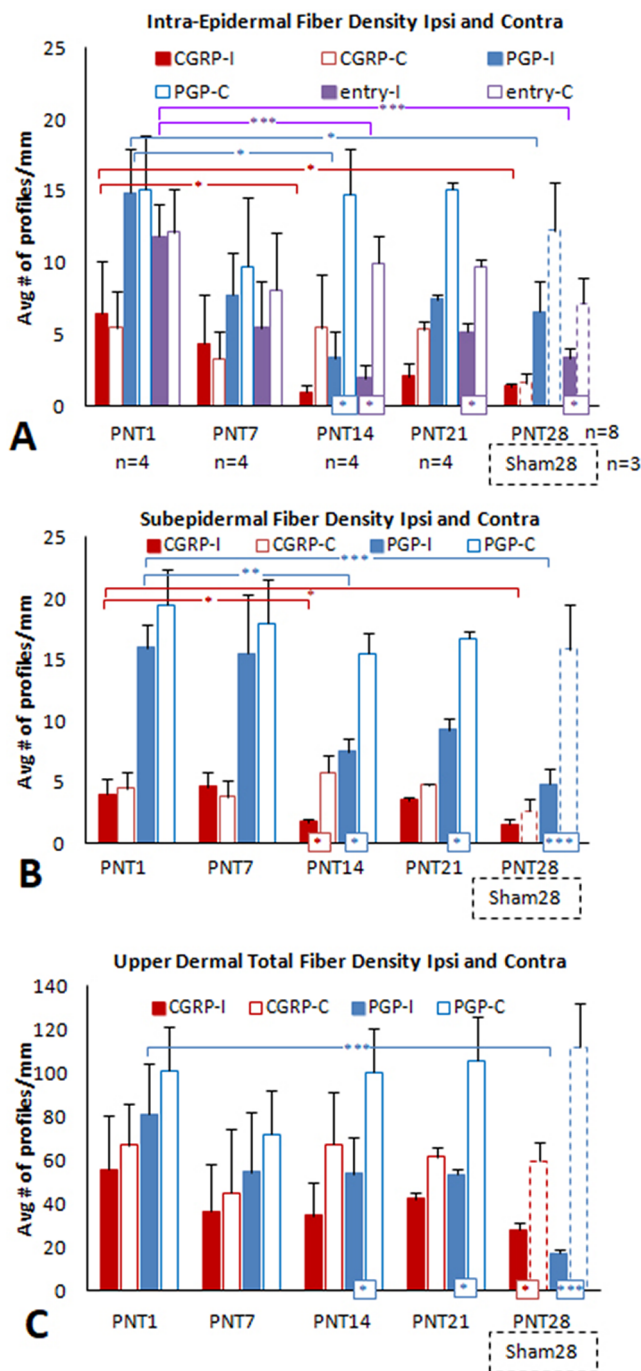 Intra-Epidermal Fiber Density Ipsi and Contra
CGRP-I CGRP-C PGP-I
PGP-C entry-I entry-C
25
20
15
10
5
0
Avg # of profiles/mm
***
***
*
*
*
*
* * * *
PNT1 PNT7 PNT14 PNT21 PNT28 n=8
n=4 n=4 n=4 n=4 Sham28 n=3
A
Subepidermal Fiber Density Ipsi and Contra
CGRP-I CGRP-C PGP-I PGP-C
25
20
15
10
5
0
Avg # of profiles/mm
***
**
*
*
* * * ***
PNT1 PNT7 PNT14 PNT21 PNT28
Sham28
B
Upper Dermal Total Fiber Density Ipsi and Contra
CGRP-I CGRP-C PGP-I PGP-C
140
120
100
80
60
40
20
0
Avg # of profiles/mm
***
* * * ***
PNT1 PNT7 PNT14 PNT21 PNT28
Sham28
C